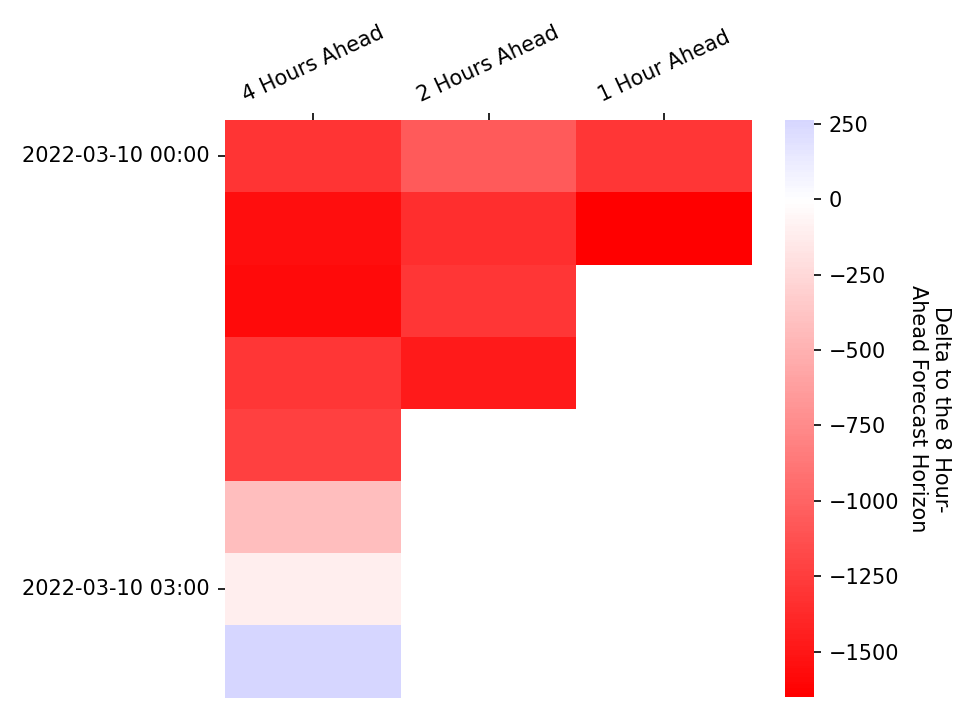 4 Hours Ahead
2 Hours Ahead
1 Hour Ahead
2022-03-10 00:00
2022-03-10 03:00
250
0
−250
−500
−750
−1000
−1250
−1500
Delta to the 8 Hour-
Ahead Forecast Horizon